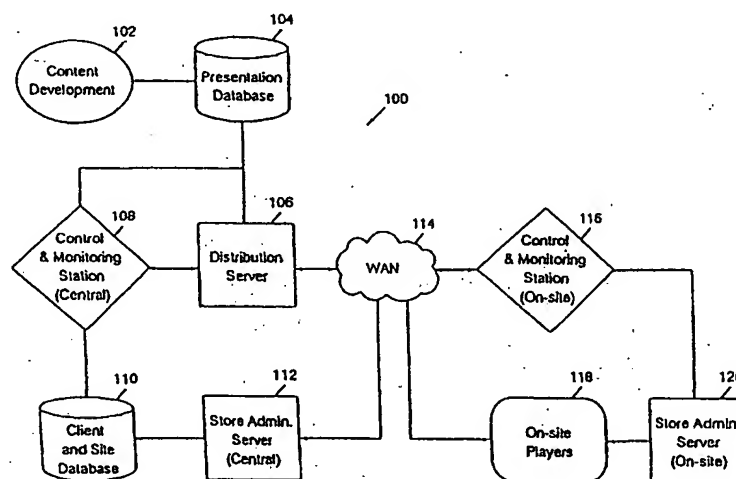 102
Content
Development
104
Presentation
Database
100
108
Control
& Monitoring
Station
(Central)
106
Distribution
Server
114
WAN
116
Control
& Monitoring
Station
(On-site)
110
Client
and Site
Database
112
Store Admin.
Server
(Central)
118
On-site
Players
Store Admin.
Server
(On-site)